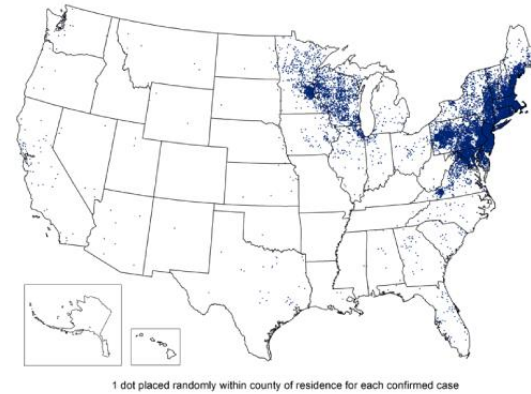 1 dot placed randomly within county of residence for each confirmed case